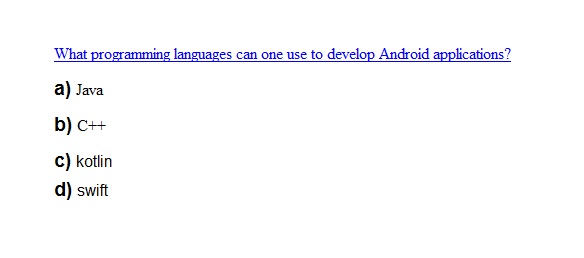 What programming languages can one use to develop Android applications?
a) Java
b) C++
c) kotlin
d) swift